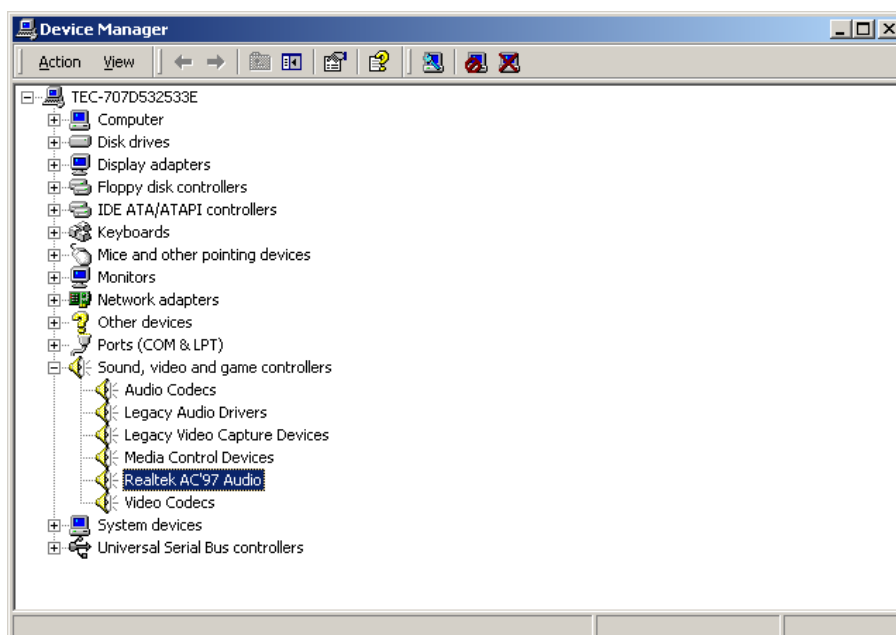 Device Manager
Action View
TEC-707D532533E
Computer
Disk drives
Display adapters
Floppy disk controllers
IDE ATA/ATAPI controllers
Keyboards
Mice and other pointing devices
Monitors
Network adapters
Other devices
Ports (COM & LPT)
Sound, video and game controllers
Audio Codecs
Legacy Audio Drivers
Legacy Video Capture Devices
Media Control Devices
Realtek AC'97 Audio
Video Codecs
System devices
Universal Serial Bus controllers